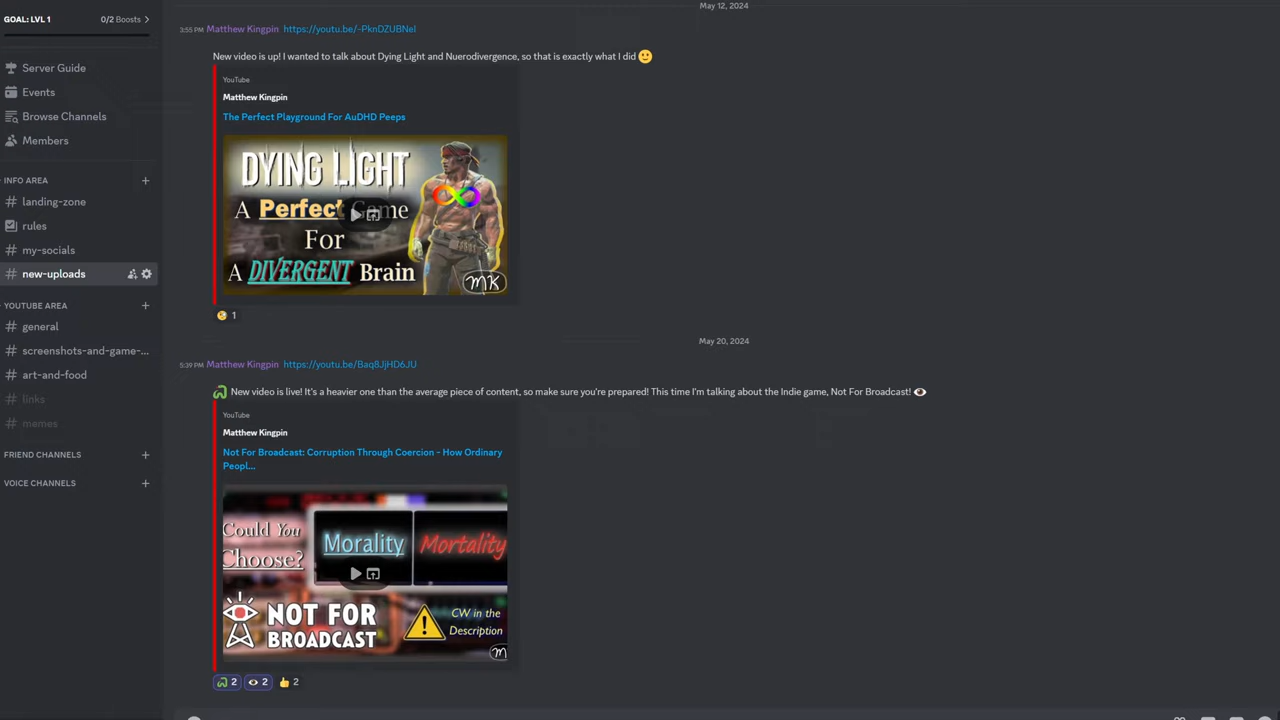 GOAL: LVL 1
0/2 Boosts
Server Guide
Events
Browse Channels
Members
INFO AREA
landing-zone
rules
my-socials
new-uploads
YOUTUBE AREA
general
screenshots-and-game-...
art-and-food
links
memes
FRIEND CHANNELS
VOICE CHANNELS
May 12, 2024
3:55 PM Matthew Kingpin https://youtu.be/-PknDZUBNeI
New video is up! I wanted to talk about Dying Light and Nuerodivergence, so that is exactly what I did 🙂
YouTube
Matthew Kingpin
The Perfect Playground For AuDHD Peeps
DYING LIGHT
A Perfect Game
For
A DIVERGENT Brain
MK
1
May 20, 2024
5:39 PM Matthew Kingpin https://youtu.be/Baq8JjHD6JU
New video is live! It's a heavier one than the average piece of content, so make sure you're prepared! This time I'm talking about the Indie game, Not For Broadcast!
YouTube
Matthew Kingpin
Not For Broadcast: Corruption Through Coercion - How Ordinary
Peopl...
Could You
Choose?
Morality
Mortality
NOT FOR
BROADCAST
CW in the
Description
M
2 2 2